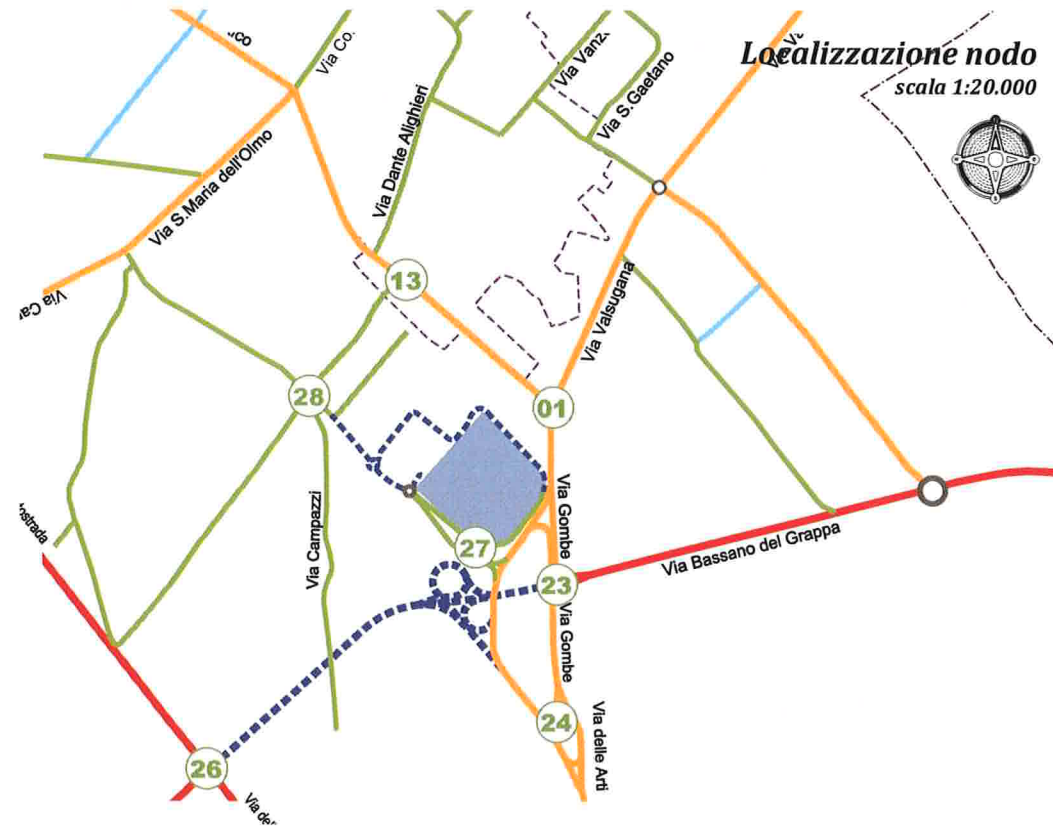 Localizzazione nodo
scala 1:20.000
Via Co.
Via Vanz.
Via S.Gaetano
Via Dante Alighieri
Via S.Maria dell'Olmo
13
Via Valsugana
28
01
Via Gombe
Via Campazzi
27
Via Bassano del Grappa
23
Via Gombe
24
Via delle Arti
26